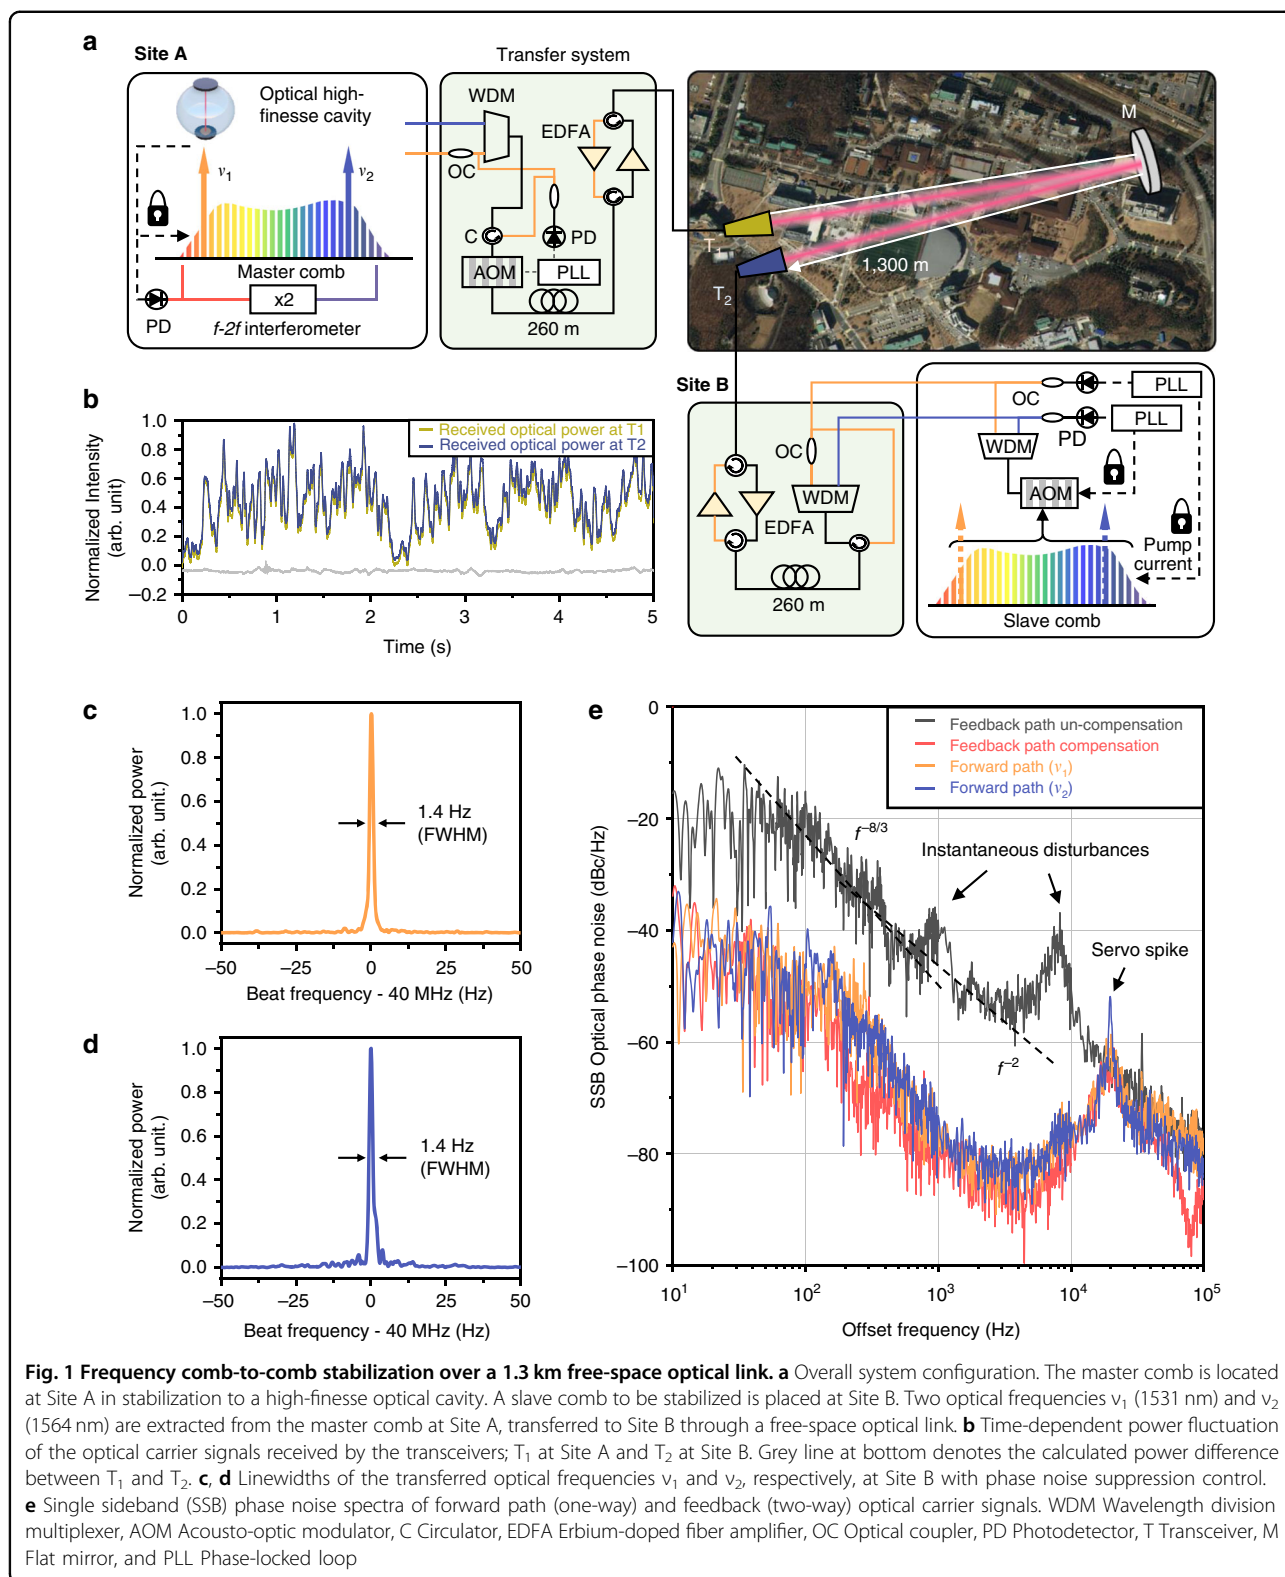 a
Site A
Transfer system
Optical high-
finesse cavity
ν1
ν2
Master comb
x2
PD
f-2f interferometer
WDM
OC
EDFA
C
PD
AOM
PLL
260 m
M
T1
T2
1,300 m
Site B
OC
WDM
EDFA
260 m
PLL
OC
PLL
PD
WDM
AOM
Pump
current
Slave comb
b
Normalized Intensity
(arb. unit)
1.0
0.8
0.6
0.4
0.2
0.0
−0.2
Received optical power at T1
Received optical power at T2
0 1 2 3 4 5
Time (s)
c
Normalized power
(arb. unit.)
1.0
0.8
0.6
0.4
0.2
0.0
1.4 Hz
(FWHM)
−50 −25 0 25 50
Beat frequency - 40 MHz (Hz)
d
Normalized power
(arb. unit.)
1.0
0.8
0.6
0.4
0.2
0.0
1.4 Hz
(FWHM)
−50 −25 0 25 50
Beat frequency - 40 MHz (Hz)
e
SSB Optical phase noise (dBc/Hz)
0
−20
−40
−60
−80
−100
Feedback path un-compensation
Feedback path compensation
Forward path (ν1)
Forward path (ν2)
f−8/3
Instantaneous disturbances
Servo spike
f−2
10¹ 10² 10³ 10⁴ 10⁵
Offset frequency (Hz)
Fig. 1 Frequency comb-to-comb stabilization over a 1.3 km free-space optical link. a Overall system configuration. The master comb is located
at Site A in stabilization to a high-finesse optical cavity. A slave comb to be stabilized is placed at Site B. Two optical frequencies ν1 (1531 nm) and ν2
(1564 nm) are extracted from the master comb at Site A, transferred to Site B through a free-space optical link. b Time-dependent power fluctuation
of the optical carrier signals received by the transceivers; T1 at Site A and T2 at Site B. Grey line at bottom denotes the calculated power difference
between T1 and T2. c, d Linewidths of the transferred optical frequencies ν1 and ν2, respectively, at Site B with phase noise suppression control.
e Single sideband (SSB) phase noise spectra of forward path (one-way) and feedback (two-way) optical carrier signals. WDM Wavelength division
multiplexer, AOM Acousto-optic modulator, C Circulator, EDFA Erbium-doped fiber amplifier, OC Optical coupler, PD Photodetector, T Transceiver, M
Flat mirror, and PLL Phase-locked loop